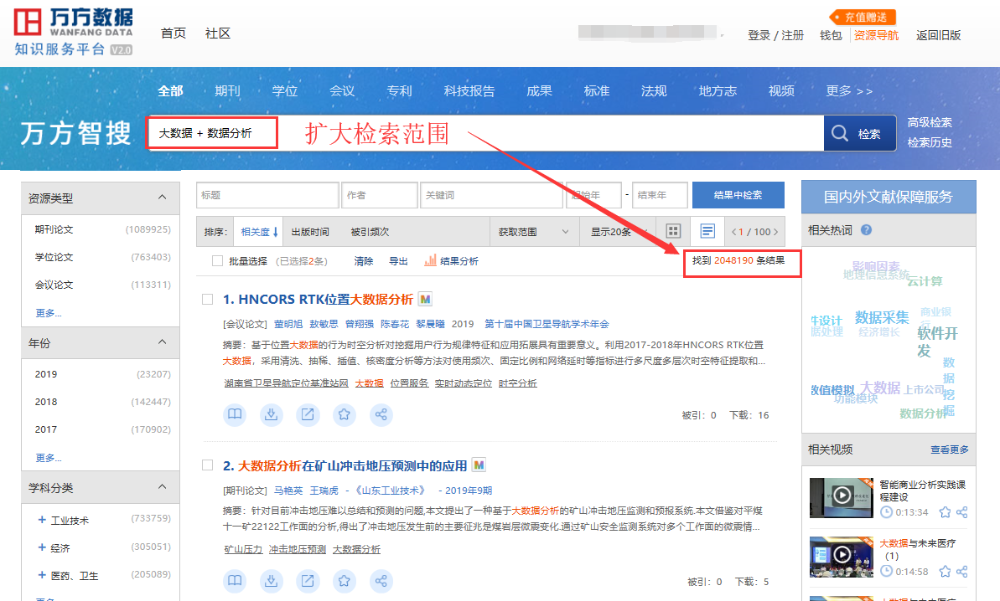 万方数据
WANFANG DATA
知识服务平台 V2.0
首页 社区
充值赠送
登录 / 注册 钱包 资源导航 返回旧版
全部 期刊 学位 会议 专利 科技报告 成果 标准 法规 地方志 视频 更多 >>
万方智搜
大数据 + 数据分析
扩大检索范围
检索
高级检索
检索历史
资源类型
期刊论文 (1089925)
学位论文 (763403)
会议论文 (113311)
更多...
年份
2019 (23207)
2018 (142447)
2017 (170902)
更多...
学科分类
+ 工业技术 (733759)
+ 经济 (305051)
+ 医药、卫生 (205089)
更多
标题 作者 关键词 起始年 - 结束年 结果中检索
排序: 相关度 出版时间 被引频次 获取范围 显示20条 1 / 100
批量选择 (已选择2条) 清除 导出 结果分析
找到 2048190 条结果
1. HNCORS RTK位置大数据分析 M
[会议论文] 董明旭 敖敏思 曾翔强 陈春花 黎晨曦 2019 第十届中国卫星导航学术年会
摘要：基于位置大数据的行为时空分析对挖掘用户行为规律特征和应用拓展具有重要意义。利用2017-2018年HNCORS RTK位置
大数据，采用清洗、抽稀、插值、核密度分析等方法对使用频次、固定比例和网络延时等指标进行多尺度多层次时空特征提取和...
湖南省卫星导航定位基准站网 大数据 位置服务 实时动态定位 时空分析
被引：0 下载：16
2. 大数据分析在矿山冲击地压预测中的应用 M
[期刊论文] 马艳英 王瑞虎 - 《山东工业技术》 - 2019年9期
摘要：针对目前冲击地压难以总结和预测的问题,本文提出了一种基于大数据分析的矿山冲击地压监测和预报系统.本文借鉴对平煤
十一矿22122工作面的分析,得出了冲击地压发生前的主要征兆是煤岩层微震变化.通过矿山安全监测系统对多个工作面的微震情...
矿山压力 冲击地压预测 大数据分析
被引：0 下载：5
国内外文献保障服务
相关热词 ?
影响因素
地理信息系统
云计算
件设计
据处理
数据采集
经济增长
商业银
行
软件开
发
数
据
挖
掘
数值模拟
大数据
上市公司
功能模块
数据分析
相关视频 查看更多
智能商业分析实践课
程建设
0:13:34
大数据与未来医疗
（1）
0:14:58